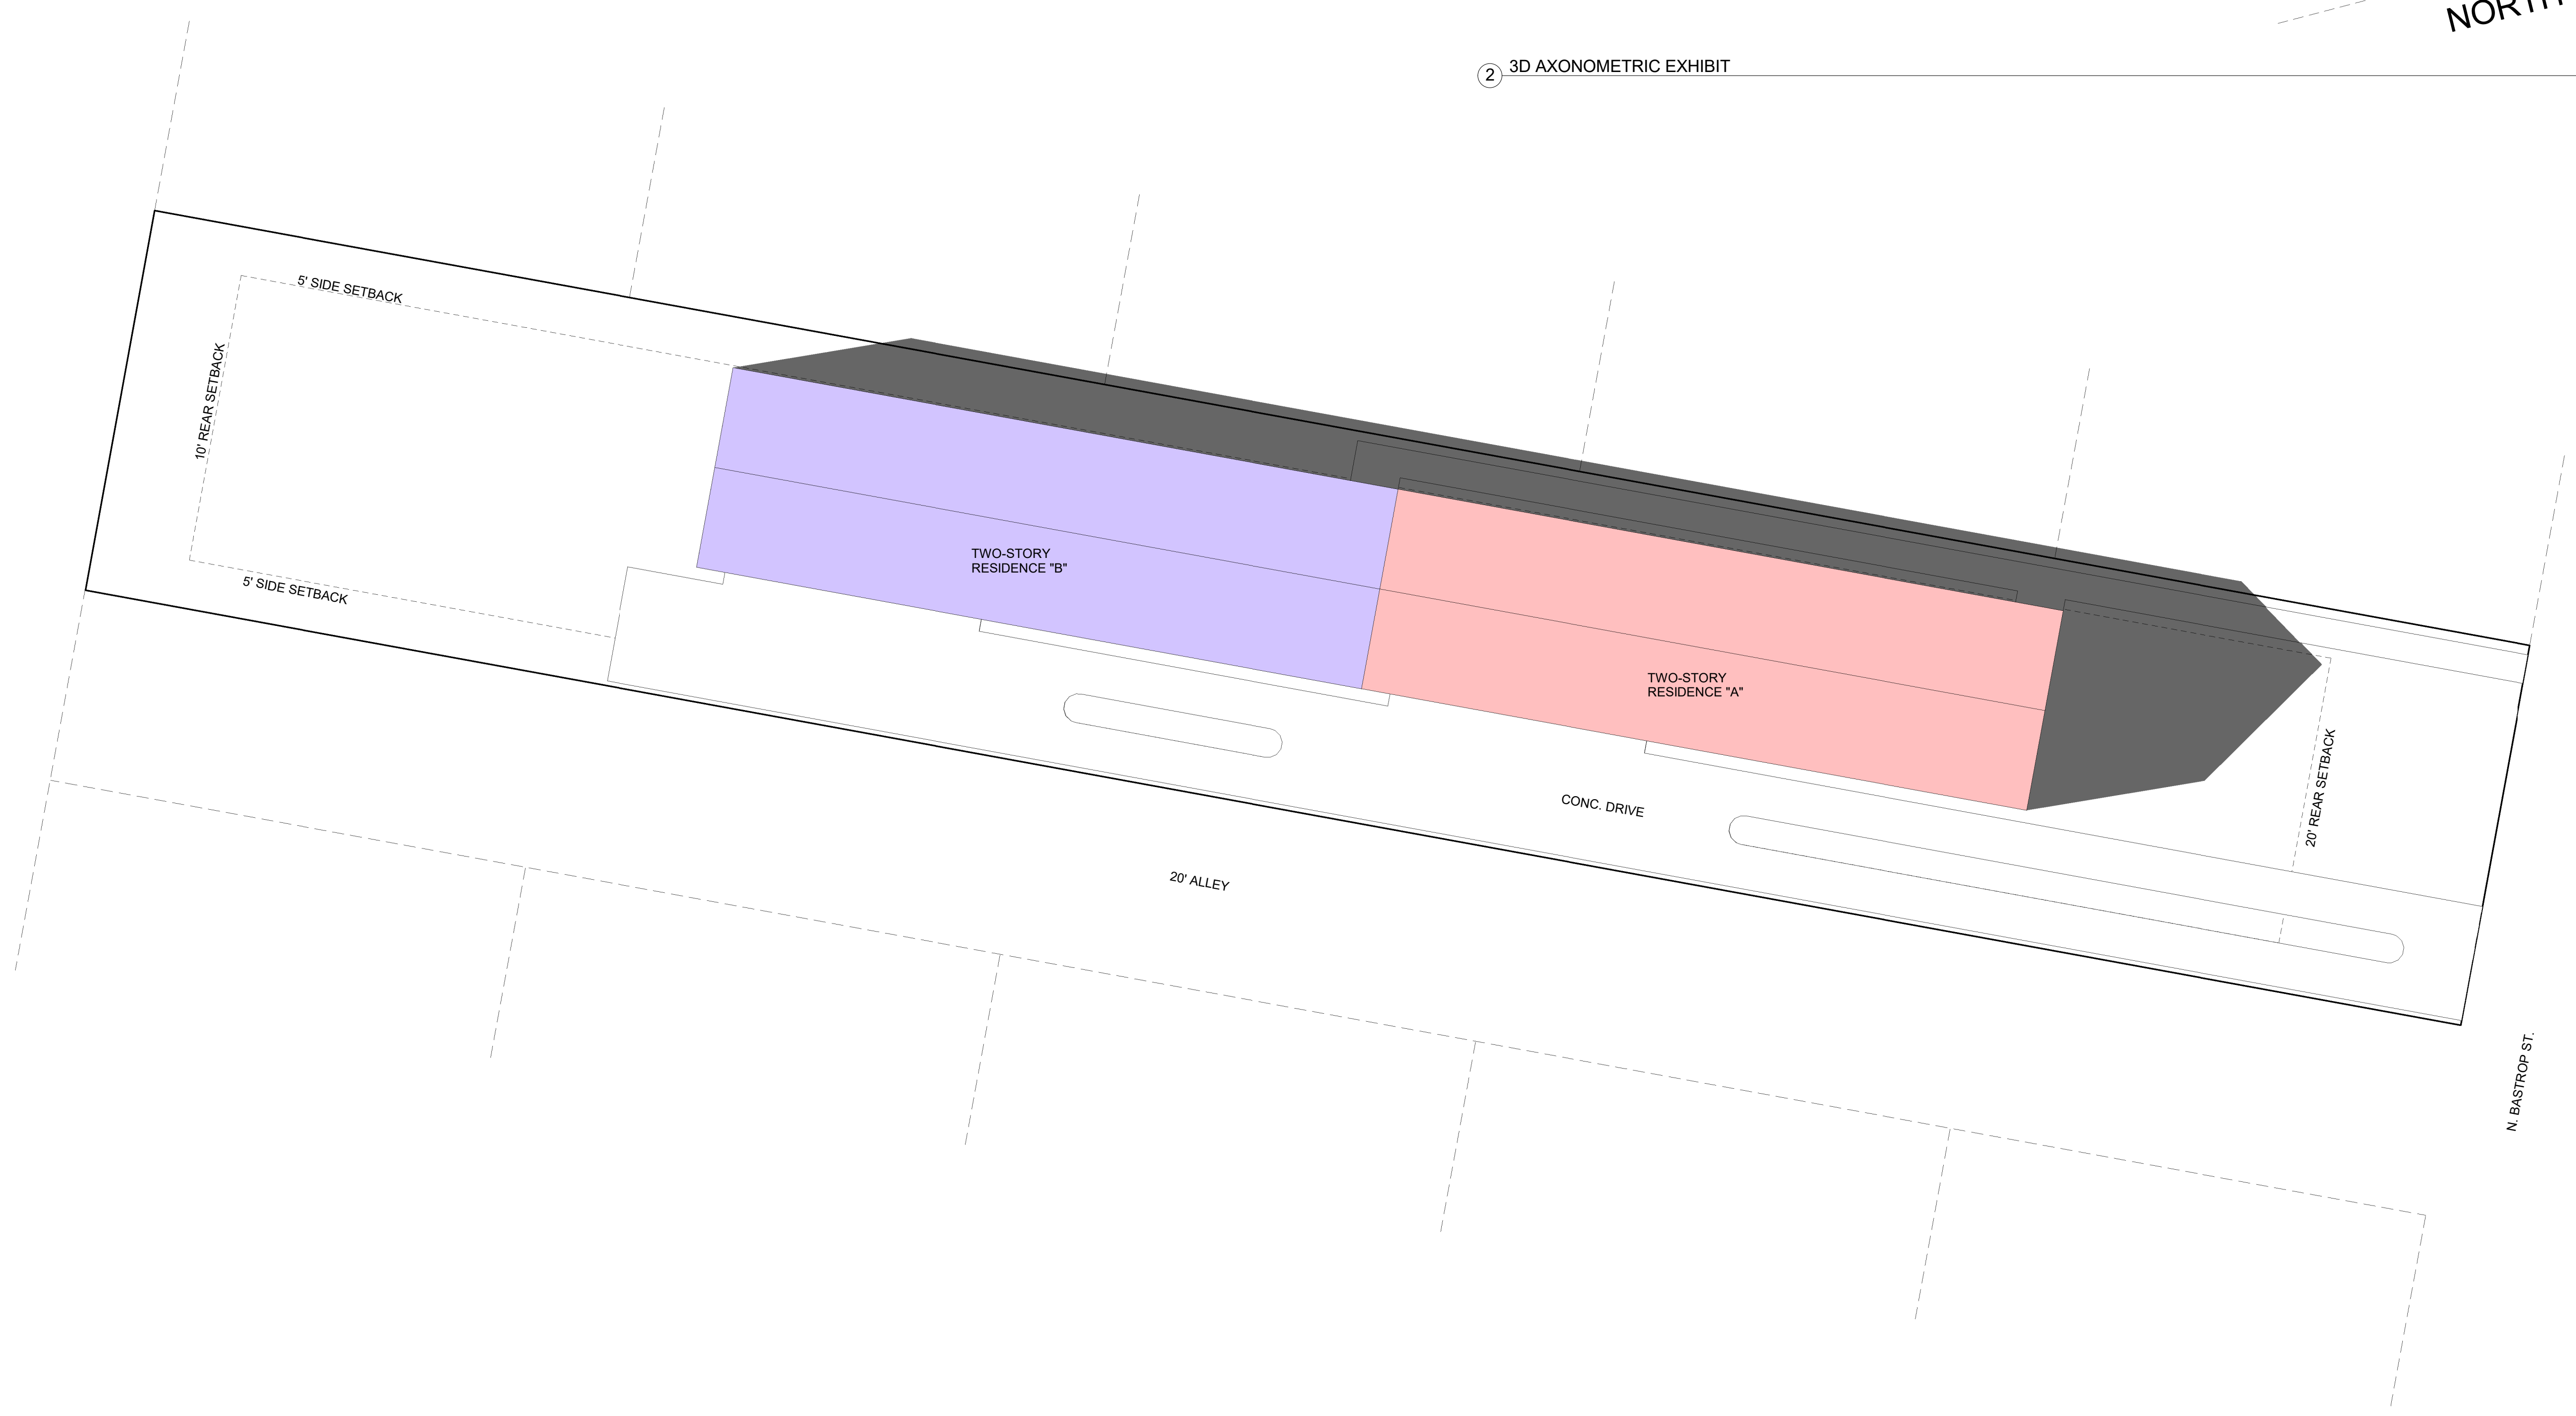 NORTH
2 3D AXONOMETRIC EXHIBIT
5' SIDE SETBACK
10' REAR SETBACK
5' SIDE SETBACK
TWO-STORY
RESIDENCE "B"
TWO-STORY
RESIDENCE "A"
20' REAR SETBACK
CONC. DRIVE
20' ALLEY
N. BASTROP ST.